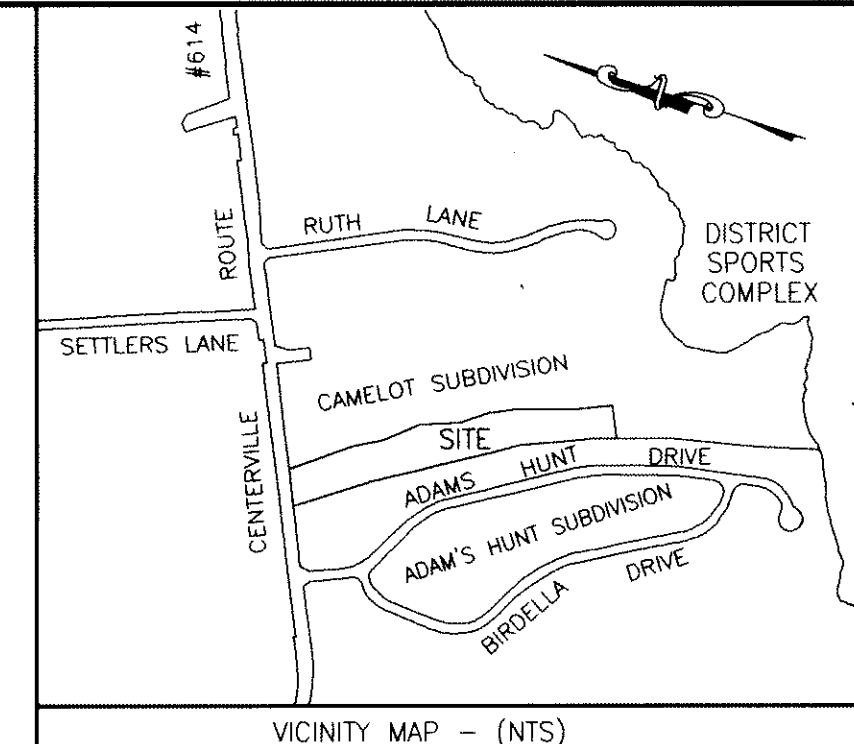 #614
ROUTE
RUTH LANE
DISTRICT
SPORTS
COMPLEX
SETTLERS LANE
CAMELOT SUBDIVISION
SITE
CENTERVILLE
ADAMS HUNT DRIVE
ADAM'S HUNT SUBDIVISION
BIRDELLA DRIVE
VICINITY MAP - (NTS)